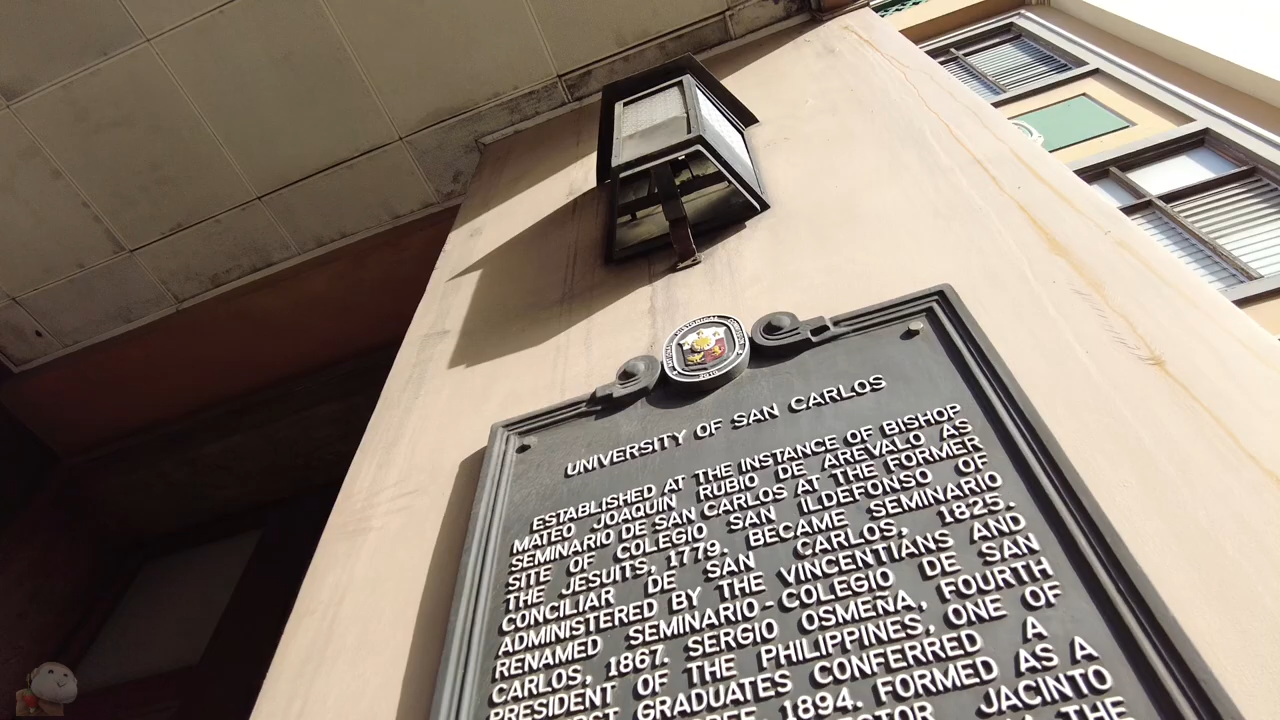 UNIVERSITY OF SAN CARLOS
ESTABLISHED AT THE INSTANCE OF BISHOP
MATEO JOAQUIN RUBIO DE AREVALO AS
SEMINARIO DE SAN CARLOS AT THE FORMER
SITE OF COLEGIO SAN ILDEFONSO OF
THE JESUITS, 1779. BECAME SEMINARIO
CONCILIAR DE SAN CARLOS, 1825.
ADMINISTERED BY THE VINCENTIANS AND
RENAMED SEMINARIO-COLEGIO DE SAN
CARLOS, 1867. SERGIO OSMEÑA, FOURTH
PRESIDENT OF THE PHILIPPINES, ONE OF
GRADUATES CONFERRED A
1894. FORMED AS A
JACINTO
THE